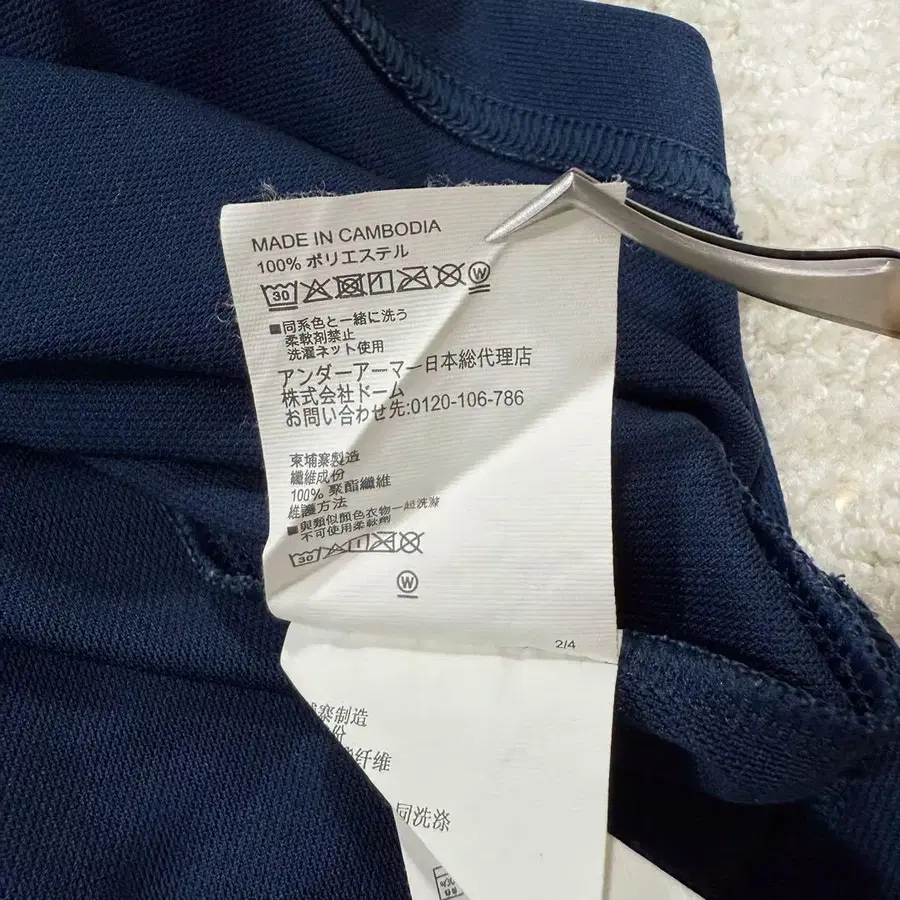 MADE IN CAMBODIA
100% ポリエステル
30 W
■同系色と一緒に洗う
柔軟剤禁止
洗濯ネット使用
アンダーアーマー日本総代理店
株式会社ドーム
お問い合わせ先:0120-106-786
柬埔寨製造
纖維成份
100% 聚酯纖維
維護方法
■與類似顏色衣物一起洗滌
不可使用柔軟劑
30
W
2/4
寨制造
份
纤维
同洗涤